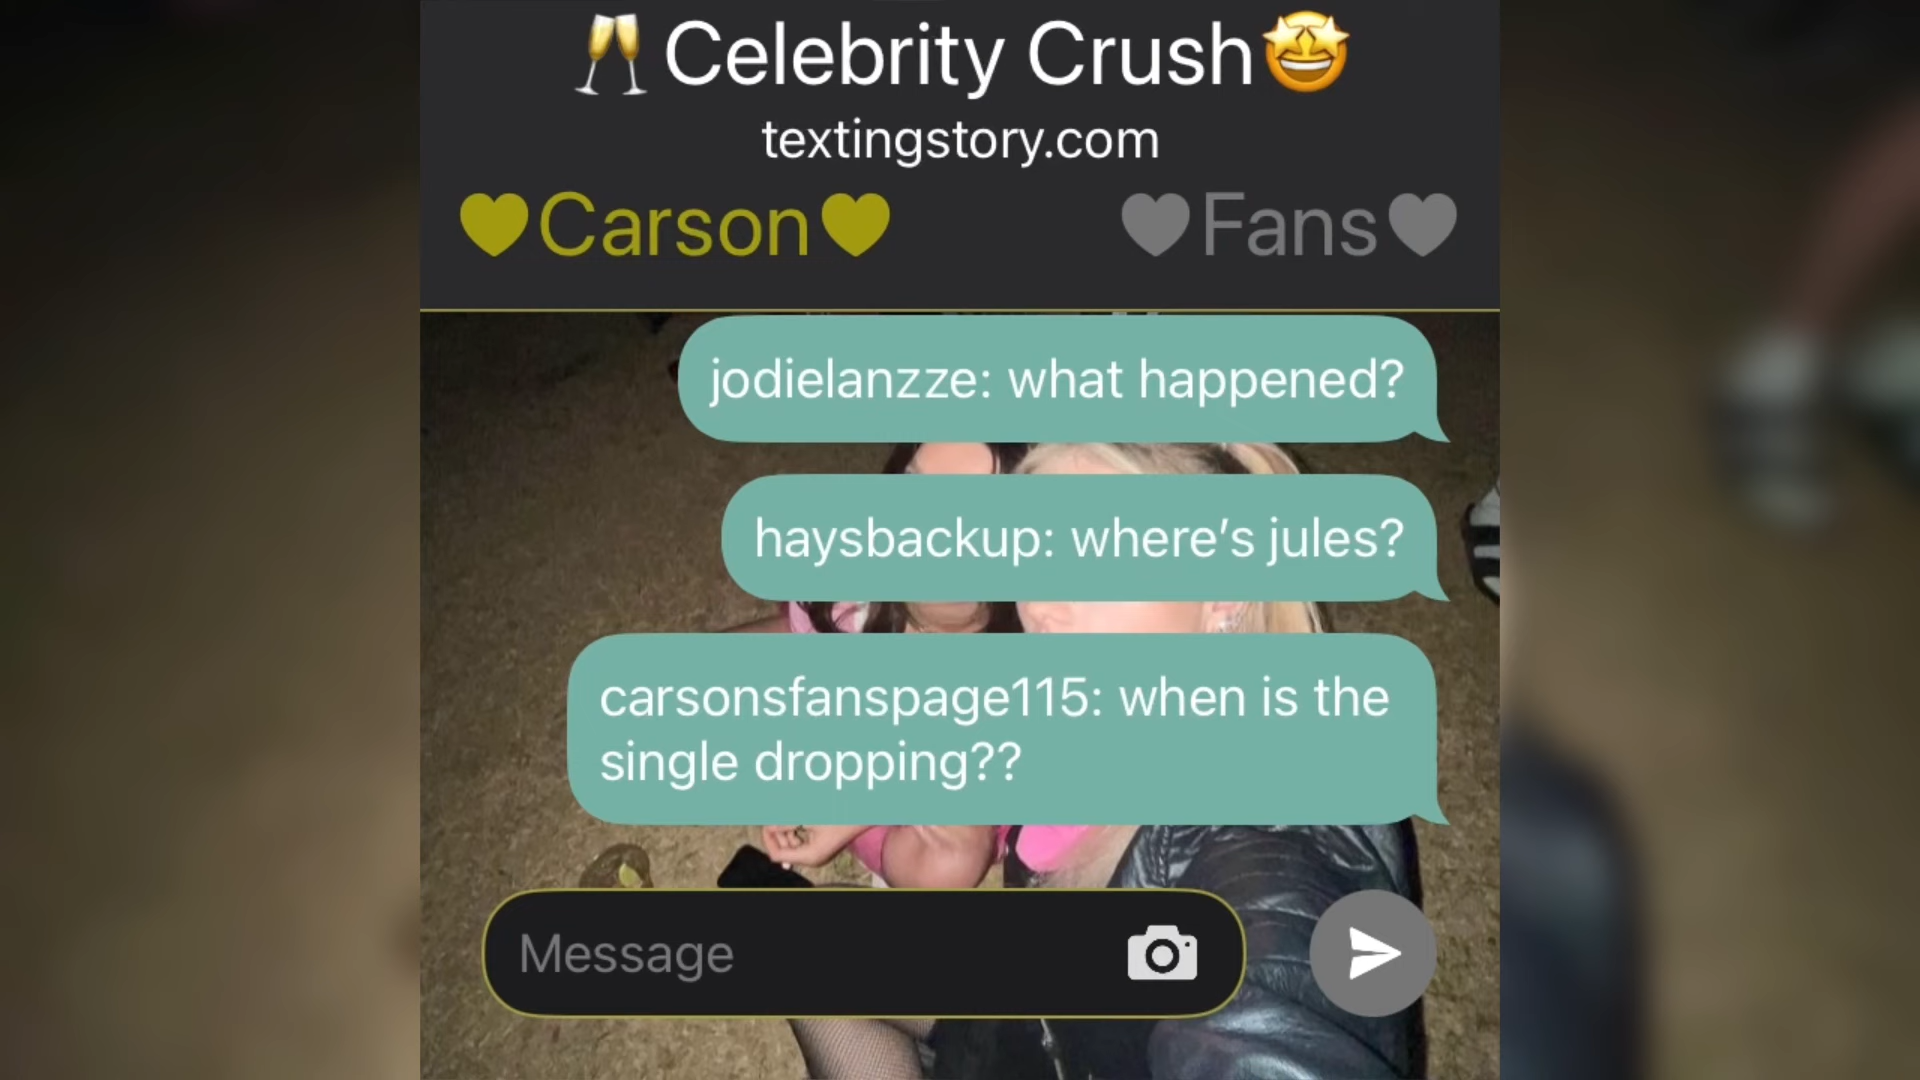 🥂Celebrity Crush🤩
textingstory.com
♥Carson♥ ♥Fans♥
jodielanzze: what happened?
haysbackup: where’s jules?
carsonsfanspage115: when is the
single dropping??
Message